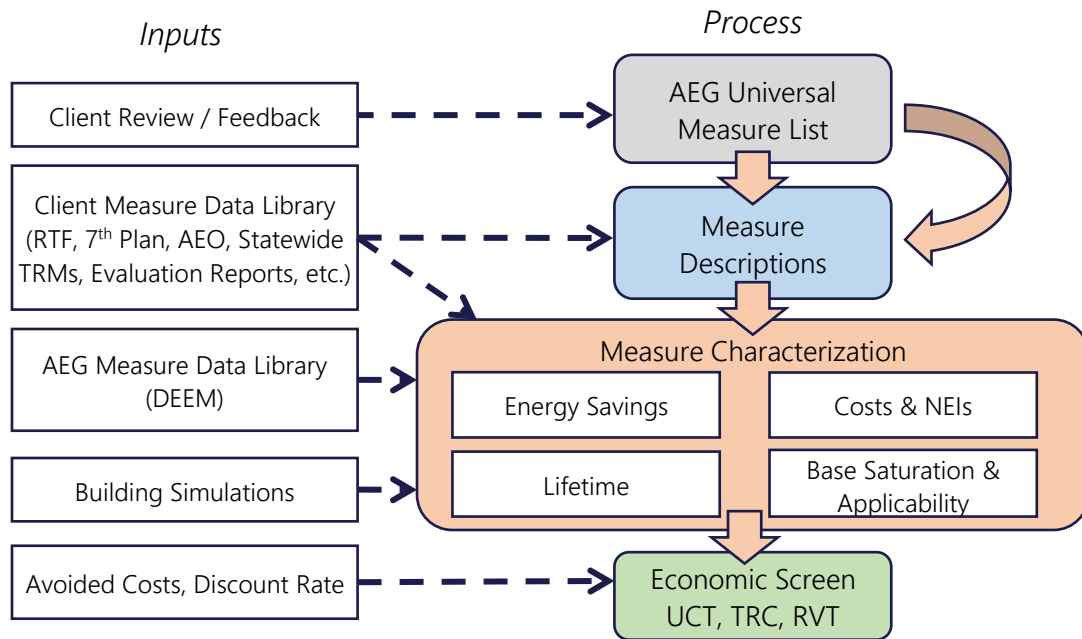 Inputs
Process
Client Review / Feedback
AEG Universal
Measure List
Client Measure Data Library
(RTF, 7th Plan, AEO, Statewide
TRMs, Evaluation Reports, etc.)
Measure
Descriptions
AEG Measure Data Library
(DEEM)
Measure Characterization
Energy Savings
Costs & NEIs
Building Simulations
Lifetime
Base Saturation &
Applicability
Avoided Costs, Discount Rate
Economic Screen
UCT, TRC, RVT